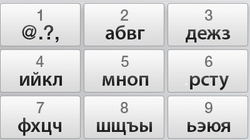 1 2 3
@.?, абвг дежз
4 5 6
ийкл мноп рсту
7 8 9
фхцч шщъы ьэюя